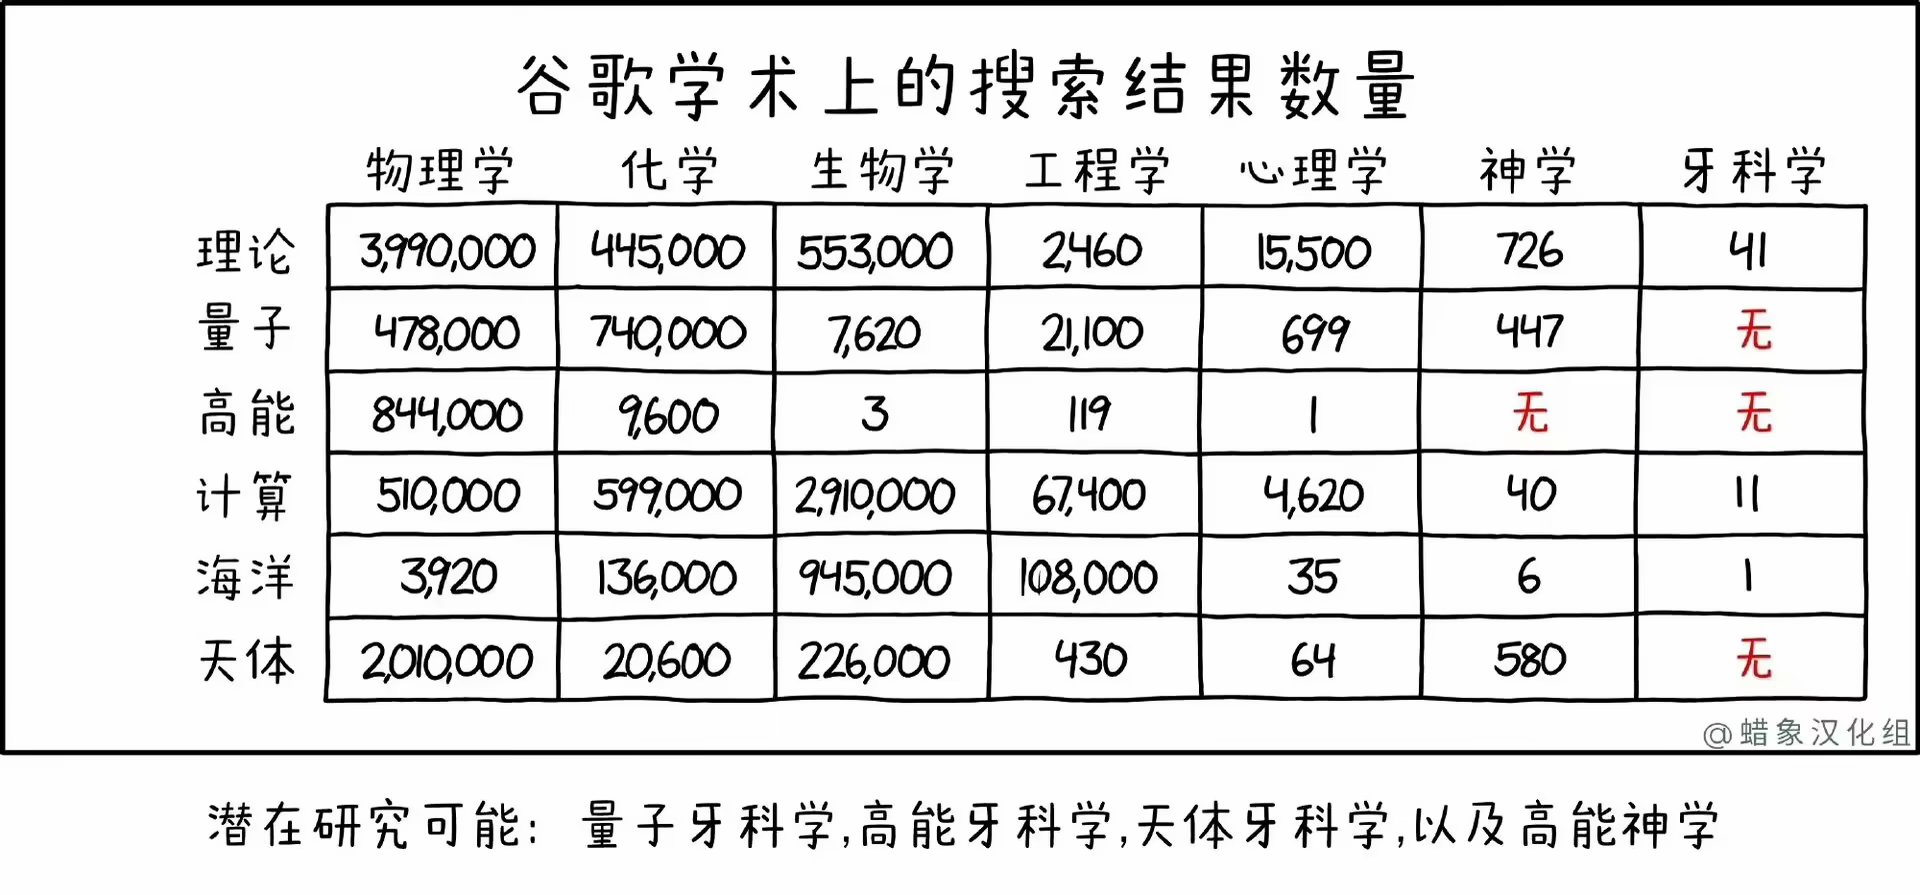 谷歌学术上的搜索结果数量
物理学 化学 生物学 工程学 心理学 神学 牙科学
理论 3,990,000 445,000 553,000 2,460 15,500 726 41
量子 478,000 740,000 7,620 21,100 699 447 无
高能 844,000 9,600 3 119 1 无 无
计算 510,000 599,000 2,910,000 67,400 4,620 40 11
海洋 3,920 136,000 945,000 108,000 35 6 1
天体 2,010,000 20,600 226,000 430 64 580 无
@蜡象汉化组
潜在研究可能: 量子牙科学,高能牙科学,天体牙科学,以及高能神学